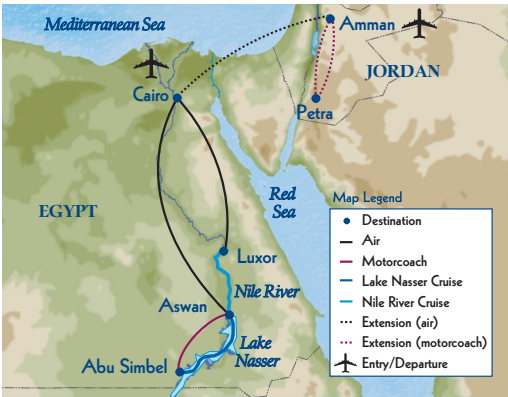 Mediterranean Sea
Amman
JORDAN
Cairo
Petra
Red
Sea
EGYPT
Luxor
Nile River
Aswan
Lake
Nasser
Abu Simbel
Map Legend
Destination
Air
Motorcoach
Lake Nasser Cruise
Nile River Cruise
Extension (air)
Extension (motorcoach)
Entry/Departure